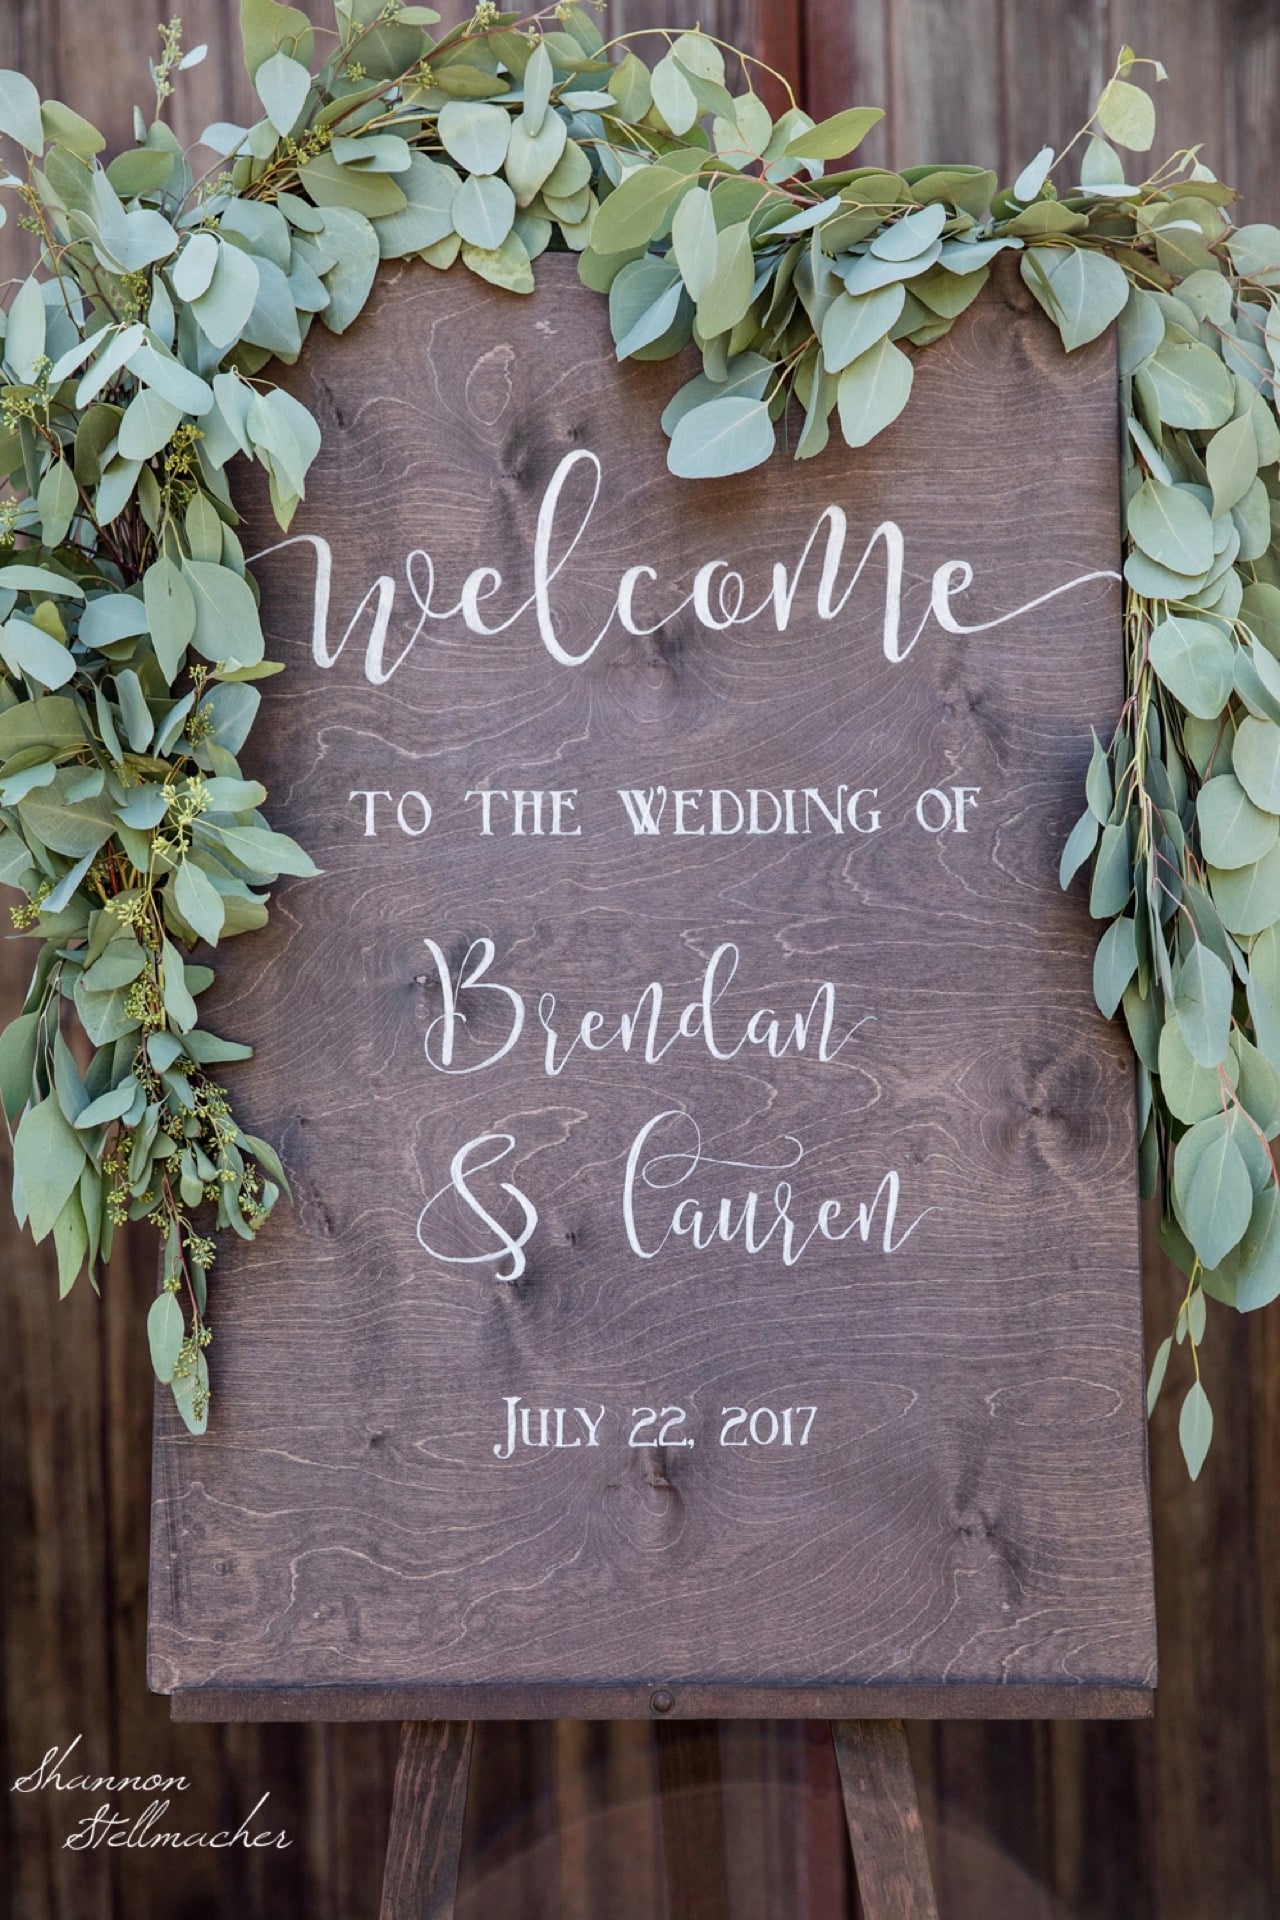 welcome
TO THE WEDDING OF
Brendan
& Lauren
JULY 22, 2017
Shannon
Stellmacher